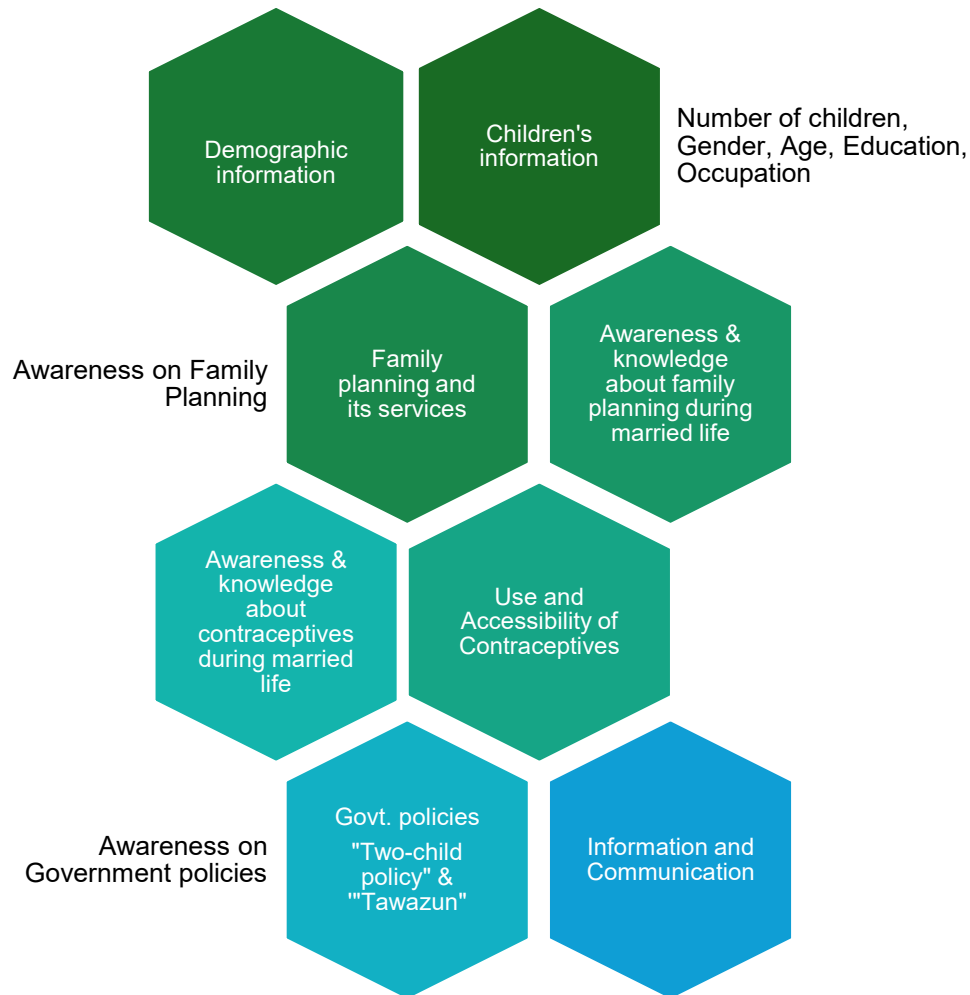 Demographic
information
Children's
information
Number of children,
Gender, Age, Education,
Occupation
Awareness on Family
Planning
Family
planning and
its services
Awareness &
knowledge
about family
planning during
married life
Awareness &
knowledge
about
contraceptives
during married
life
Use and
Accessibility of
Contraceptives
Awareness on
Government policies
Govt. policies
"Two-child
policy" &
'"Tawazun"
Information and
Communication